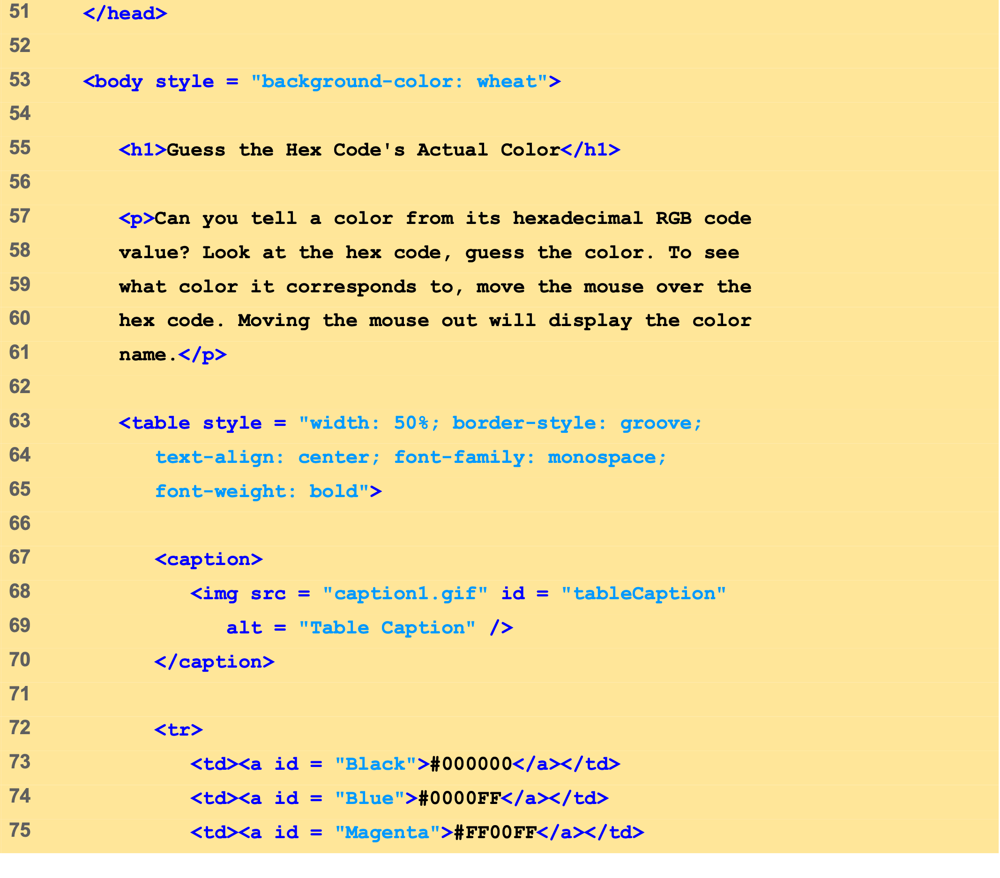 51 </head>
52
53 <body style = "background-color: wheat">
54
55 <h1>Guess the Hex Code's Actual Color</h1>
56
57 <p>Can you tell a color from its hexadecimal RGB code
58 value? Look at the hex code, guess the color. To see
59 what color it corresponds to, move the mouse over the
60 hex code. Moving the mouse out will display the color
61 name.</p>
62
63 <table style = "width: 50%; border-style: groove;
64 text-align: center; font-family: monospace;
65 font-weight: bold">
66
67 <caption>
68 <img src = "caption1.gif" id = "tableCaption"
69 alt = "Table Caption" />
70 </caption>
71
72 <tr>
73 <td><a id = "Black">#000000</a></td>
74 <td><a id = "Blue">#0000FF</a></td>
75 <td><a id = "Magenta">#FF00FF</a></td>